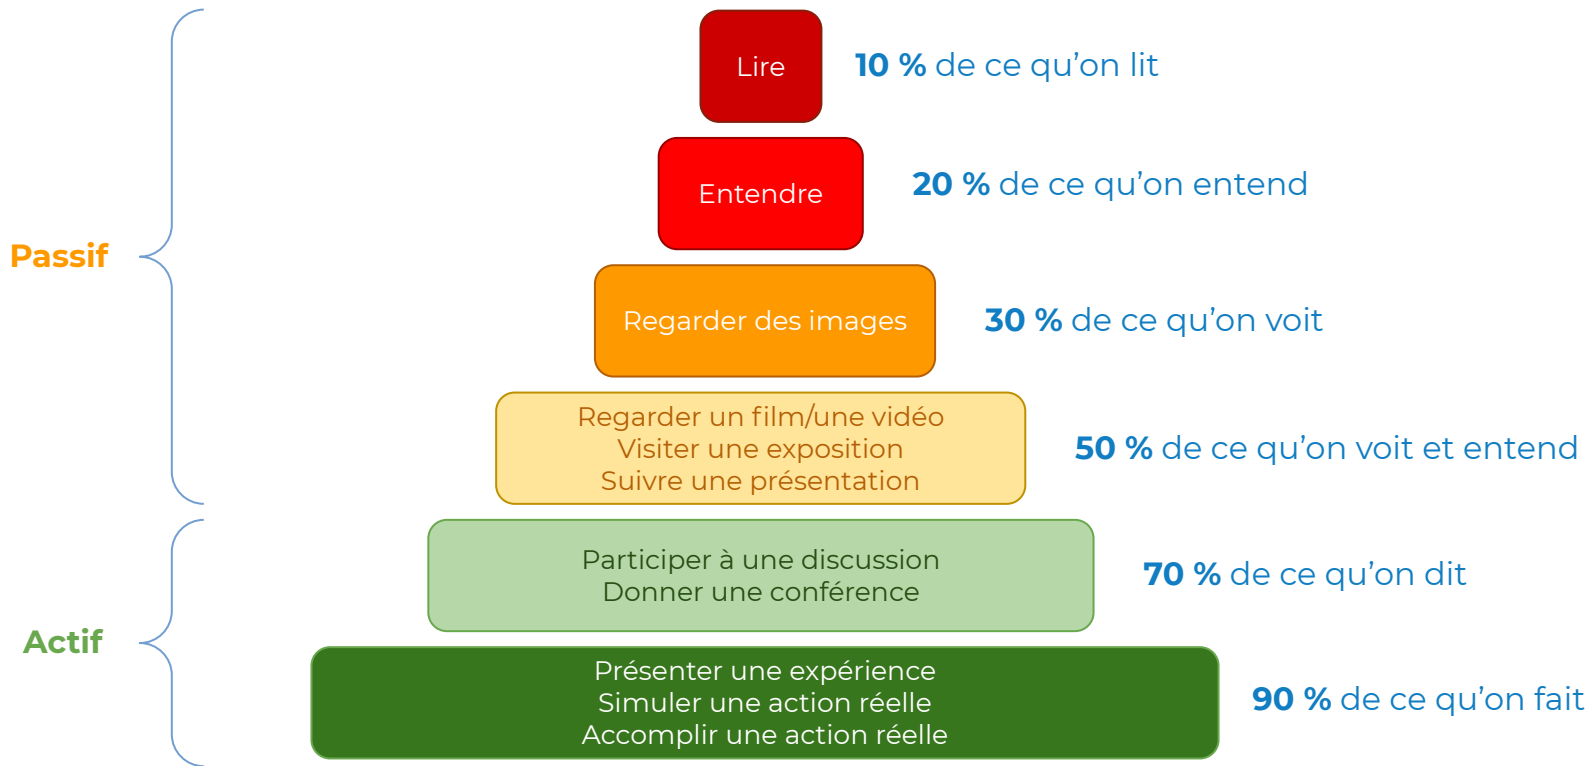 Lire
10 % de ce qu’on lit
Entendre
20 % de ce qu’on entend
Passif
Regarder des images
30 % de ce qu’on voit
Regarder un film/une vidéo
Visiter une exposition
Suivre une présentation
50 % de ce qu’on voit et entend
Participer à une discussion
Donner une conférence
70 % de ce qu’on dit
Actif
Présenter une expérience
Simuler une action réelle
Accomplir une action réelle
90 % de ce qu’on fait